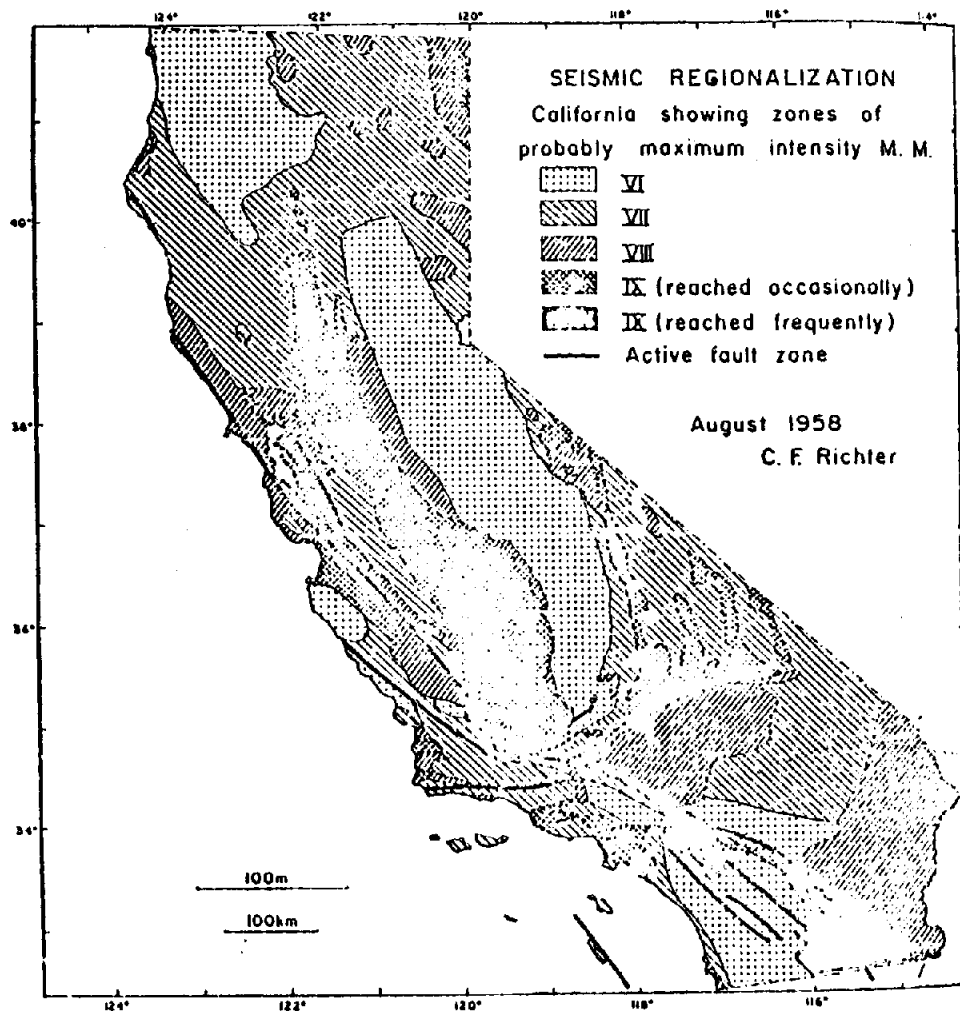 124°
122°
120°
118°
116°
SEISMIC REGIONALIZATION
California showing zones of
probably maximum intensity M. M.
VI
VII
VIII
IX (reached occasionally)
IX (reached frequently)
Active fault zone
August 1958
C. F. Richter
40°
38°
36°
34°
100m
100km
124°
122°
120°
118°
116°